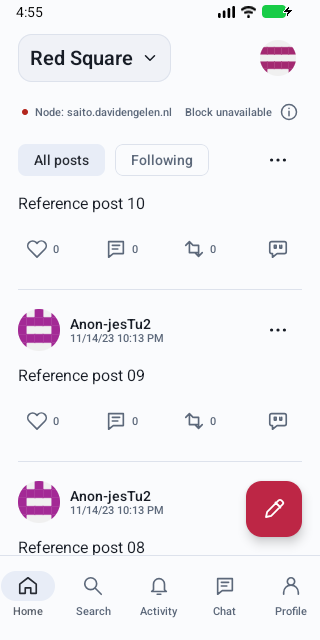 4:55
Red Square
Node: saito.davidengelen.nl Block unavailable
All posts Following
Reference post 10
0 0 0
Anon-jesTu2
11/14/23 10:13 PM
Reference post 09
0 0 0
Anon-jesTu2
11/14/23 10:13 PM
Reference post 08
Home Search Activity Chat Profile